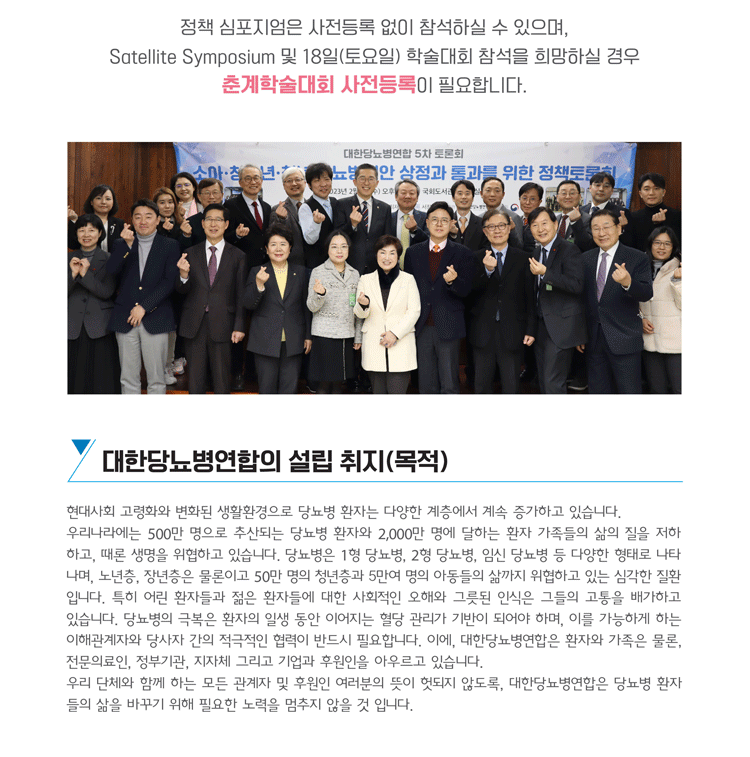 정책 심포지엄은 사전등록 없이 참석하실 수 있으며,
Satellite Symposium 및 18일(토요일) 학술대회 참석을 희망하실 경우
춘계학술대회 사전등록이 필요합니다.
대한당뇨병연합 5차 토론회
상정과 통과를 위한 정책토론회
국회도서관
대한당뇨병연합의 설립 취지(목적)
현대사회 고령화와 변화된 생활환경으로 당뇨병 환자는 다양한 계층에서 계속 증가하고 있습니다.
우리나라에는 500만 명으로 추산되는 당뇨병 환자와 2,000만 명에 달하는 환자 가족들의 삶의 질을 저하
하고, 때론 생명을 위협하고 있습니다. 당뇨병은 1형 당뇨병, 2형 당뇨병, 임신 당뇨병 등 다양한 형태로 나타
나며, 노년층, 장년층은 물론이고 50만 명의 청년층과 5만여 명의 아동들의 삶까지 위협하고 있는 심각한 질환
입니다. 특히 어린 환자들과 젊은 환자들에 대한 사회적인 오해와 그릇된 인식은 그들의 고통을 배가하고
있습니다. 당뇨병의 극복은 환자의 일생 동안 이어지는 혈당 관리가 기반이 되어야 하며, 이를 가능하게 하는
이해관계자와 당사자 간의 적극적인 협력이 반드시 필요합니다. 이에, 대한당뇨병연합은 환자와 가족은 물론,
전문의료인, 정부기관, 지자체 그리고 기업과 후원인을 아우르고 있습니다.
우리 단체와 함께 하는 모든 관계자 및 후원인 여러분의 뜻이 헛되지 않도록, 대한당뇨병연합은 당뇨병 환자
들의 삶을 바꾸기 위해 필요한 노력을 멈추지 않을 것 입니다.